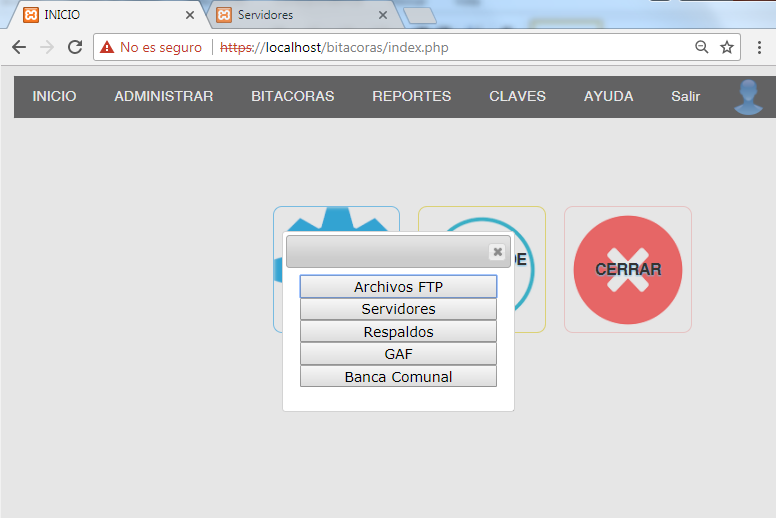 INICIO
Servidores
No es seguro
https://localhost/bitacoras/index.php
INICIO
ADMINISTRAR
BITACORAS
REPORTES
CLAVES
AYUDA
Salir
DE
CERRAR
Archivos FTP
Servidores
Respaldos
GAF
Banca Comunal